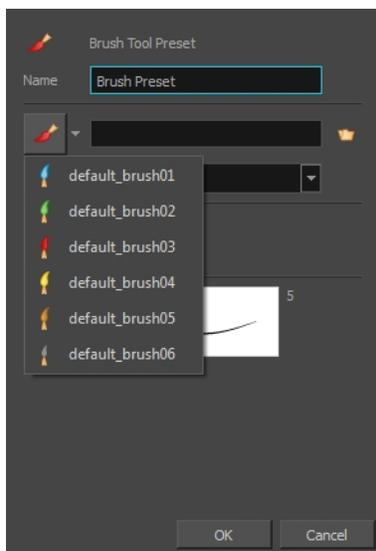 Brush Tool Preset
Name
Brush Preset
default_brush01
default_brush02
default_brush03
default_brush04
default_brush05
default_brush06
5
OK
Cancel